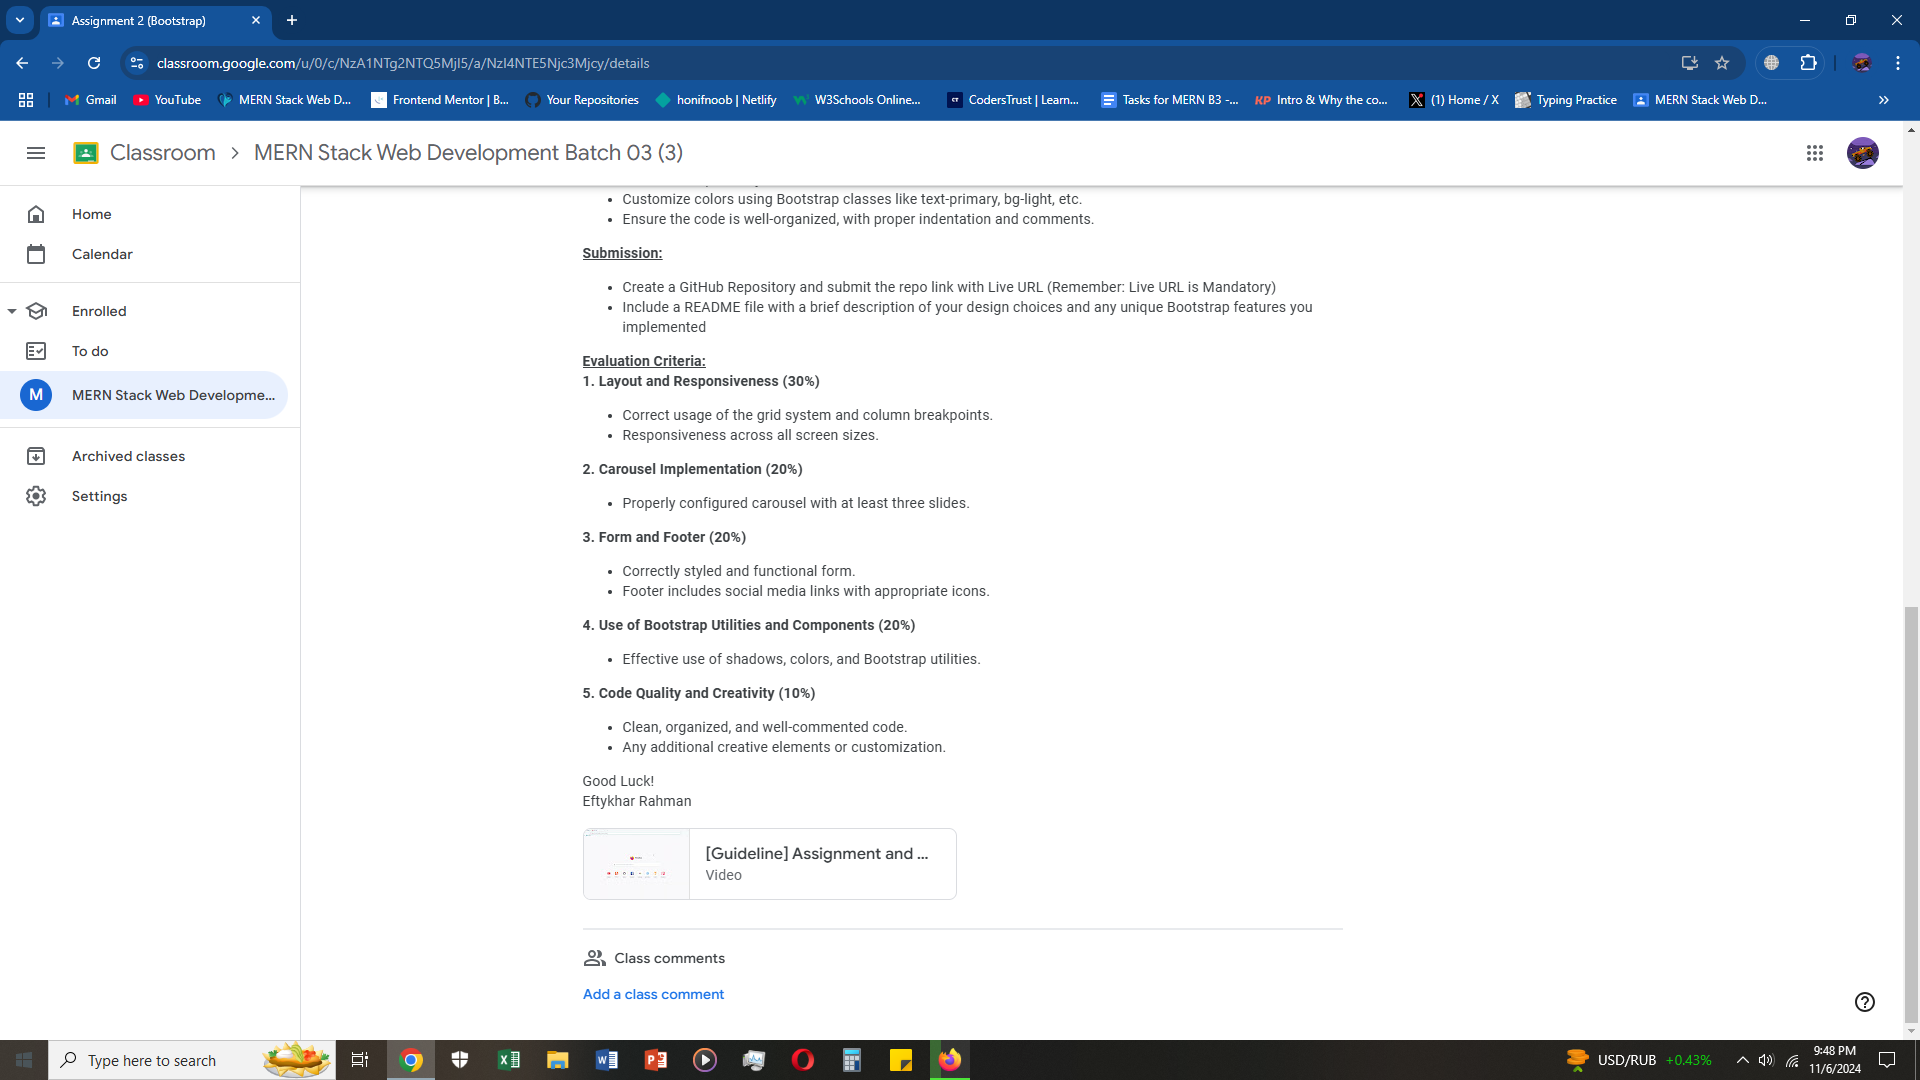 Assignment 2 (Bootstrap)
classroom.google.com/u/0/c/NzA1NTg2NTQ5MjI5/a/NzI4NTE5Njc3Mjcy/details
Gmail
YouTube
MERN Stack Web D...
Frontend Mentor | B...
Your Repositories
honifnoob | Netlify
W3Schools Online...
CodersTrust | Learn...
Tasks for MERN B3 -...
KP
Intro & Why the co...
(1) Home / X
Typing Practice
MERN Stack Web D...
Classroom
MERN Stack Web Development Batch 03 (3)
Home
Calendar
Enrolled
To do
M
MERN Stack Web Developme...
Archived classes
Settings
• Customize colors using Bootstrap classes like text-primary, bg-light, etc.
• Ensure the code is well-organized, with proper indentation and comments.
Submission:
• Create a GitHub Repository and submit the repo link with Live URL (Remember: Live URL is Mandatory)
• Include a README file with a brief description of your design choices and any unique Bootstrap features you
implemented
Evaluation Criteria:
1. Layout and Responsiveness (30%)
• Correct usage of the grid system and column breakpoints.
• Responsiveness across all screen sizes.
2. Carousel Implementation (20%)
• Properly configured carousel with at least three slides.
3. Form and Footer (20%)
• Correctly styled and functional form.
• Footer includes social media links with appropriate icons.
4. Use of Bootstrap Utilities and Components (20%)
• Effective use of shadows, colors, and Bootstrap utilities.
5. Code Quality and Creativity (10%)
• Clean, organized, and well-commented code.
• Any additional creative elements or customization.
Good Luck!
Eftykhar Rahman
[Guideline] Assignment and ...
Video
Class comments
Add a class comment
Type here to search
USD/RUB +0.43%
9:48 PM
11/6/2024